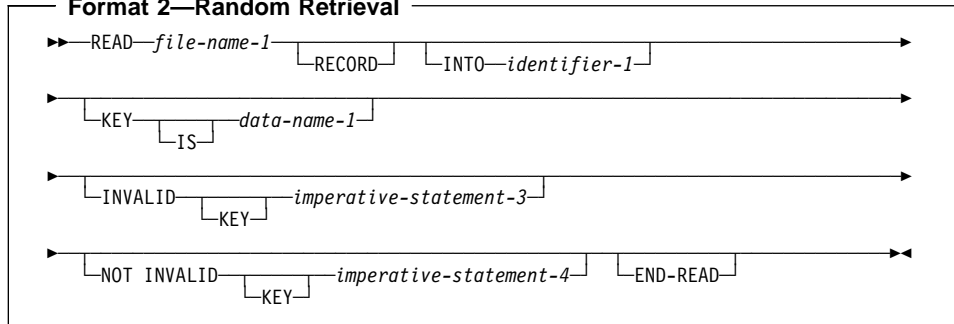 Format 2—Random Retrieval
READ file-name-1 RECORD INTO identifier-1
KEY IS data-name-1
INVALID KEY imperative-statement-3
NOT INVALID KEY imperative-statement-4 END-READ